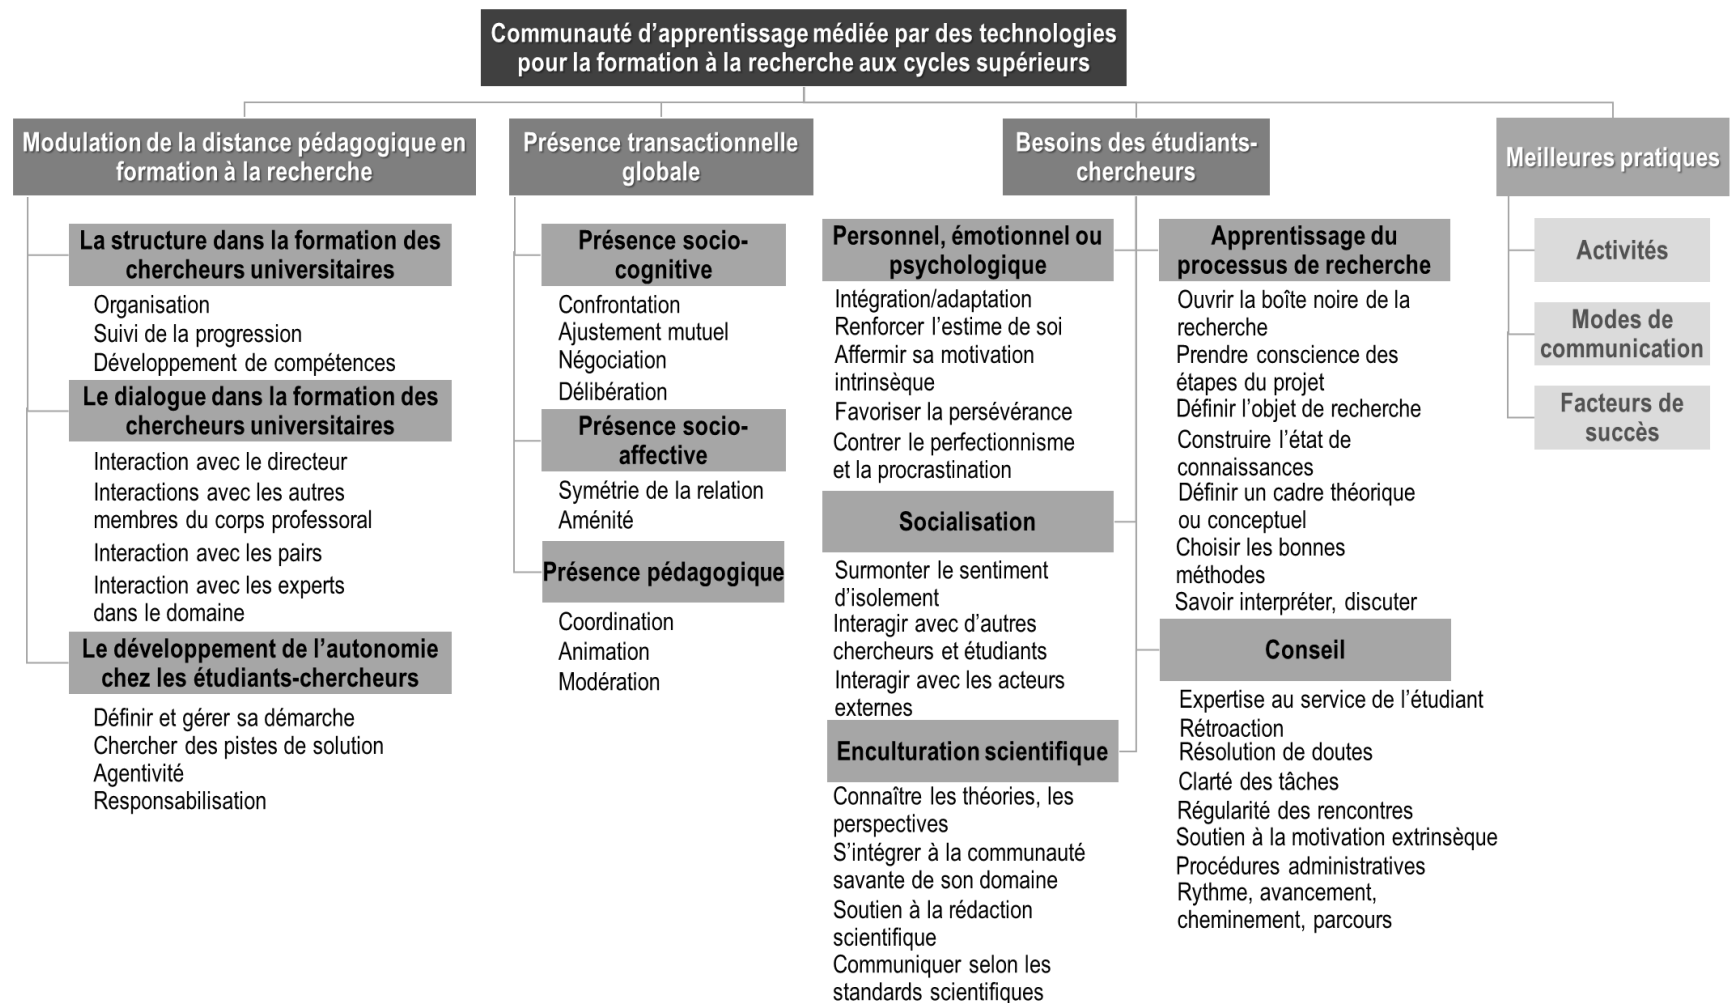 Communauté d’apprentissage médiée par des technologies
pour la formation à la recherche aux cycles supérieurs
Modulation de la distance pédagogique en
formation à la recherche
La structure dans la formation des
chercheurs universitaires
Organisation
Suivi de la progression
Développement de compétences
Le dialogue dans la formation des
chercheurs universitaires
Interaction avec le directeur
Interactions avec les autres
membres du corps professoral
Interaction avec les pairs
Interaction avec les experts
dans le domaine
Le développement de l’autonomie
chez les étudiants-chercheurs
Définir et gérer sa démarche
Chercher des pistes de solution
Agentivité
Responsabilisation
Présence transactionnelle
globale
Présence socio-
cognitive
Confrontation
Ajustement mutuel
Négociation
Délibération
Présence socio-
affective
Symétrie de la relation
Aménité
Présence pédagogique
Coordination
Animation
Modération
Besoins des étudiants-
chercheurs
Personnel, émotionnel ou
psychologique
Intégration/adaptation
Renforcer l’estime de soi
Affermir sa motivation
intrinsèque
Favoriser la persévérance
Contrer le perfectionnisme
et la procrastination
Socialisation
Surmonter le sentiment
d’isolement
Interagir avec d’autres
chercheurs et étudiants
Interagir avec les acteurs
externes
Enculturation scientifique
Connaître les théories, les
perspectives
S’intégrer à la communauté
savante de son domaine
Soutien à la rédaction
scientifique
Communiquer selon les
standards scientifiques
Apprentissage du
processus de recherche
Ouvrir la boîte noire de la
recherche
Prendre conscience des
étapes du projet
Définir l’objet de recherche
Construire l’état de
connaissances
Définir un cadre théorique
ou conceptuel
Choisir les bonnes
méthodes
Savoir interpréter, discuter
Conseil
Expertise au service de l’étudiant
Rétroaction
Résolution de doutes
Clarté des tâches
Régularité des rencontres
Soutien à la motivation extrinsèque
Procédures administratives
Rythme, avancement,
cheminement, parcours
Meilleures pratiques
Activités
Modes de
communication
Facteurs de
succès